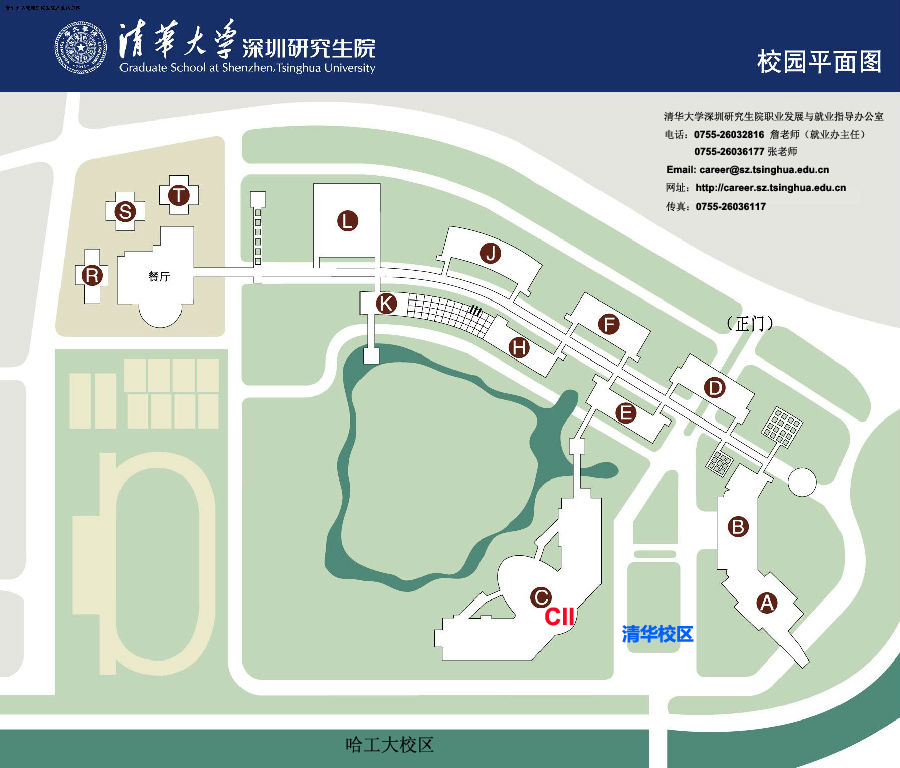 清華大学深圳研究生院
Graduate School at Shenzhen,Tsinghua University
校园平面图
清华大学深圳研究生院职业发展与就业指导办公室
电话：0755-26032816 詹老师（就业办主任）
0755-26036177 张老师
Email: career@sz.tsinghua.edu.cn
网址：http://career.sz.tsinghua.edu.cn
传真：0755-26036117
T
S
L
R
餐厅
J
K
F
（正门）
H
D
E
B
C
CII
A
清华校区
哈工大校区